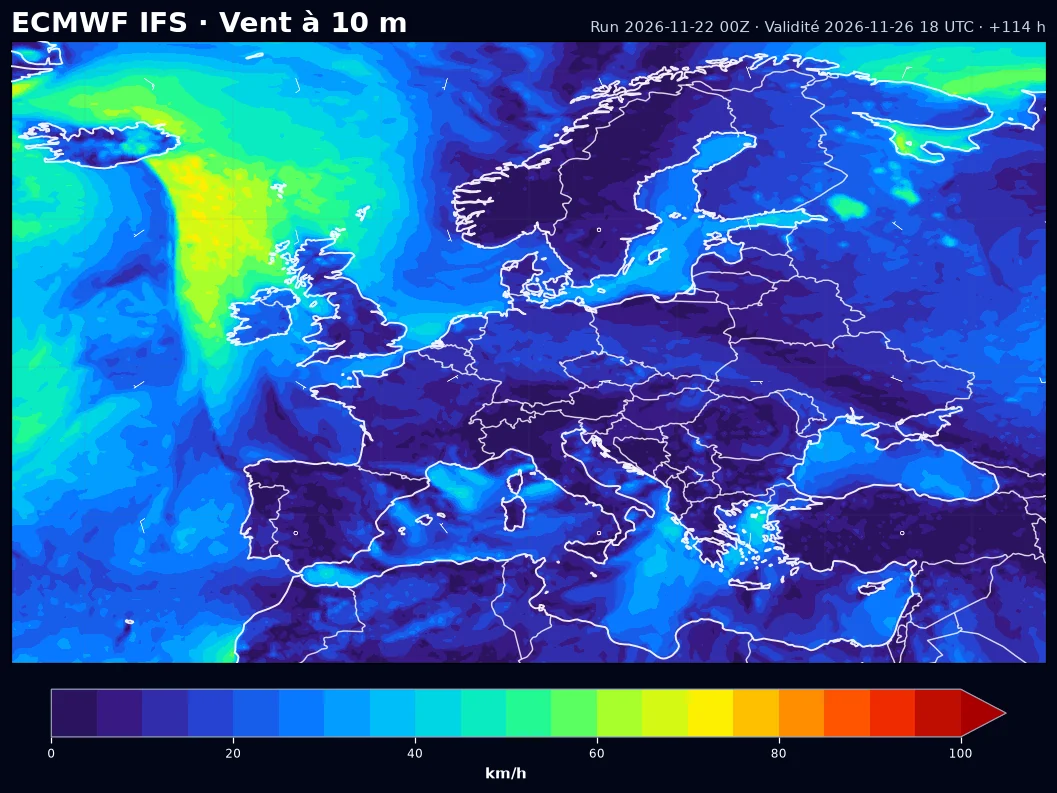 ECMWF IFS · Vent à 10 m
Run 2026-11-22 00Z · Validité 2026-11-26 18 UTC · +114 h
0 20 40 60 80 100
km/h